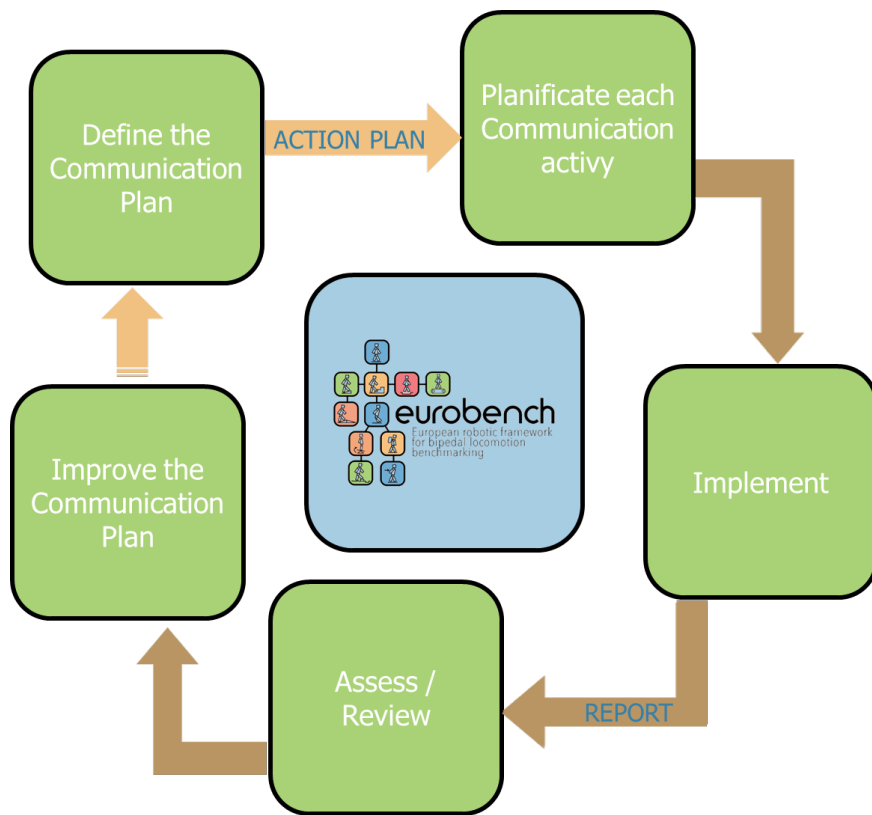 Define the
Communication
Plan
ACTION PLAN
Planificate each
Communication
activy
Implement
REPORT
Assess /
Review
Improve the
Communication
Plan
eurobench
European robotic framework
for bipedal locomotion
benchmarking